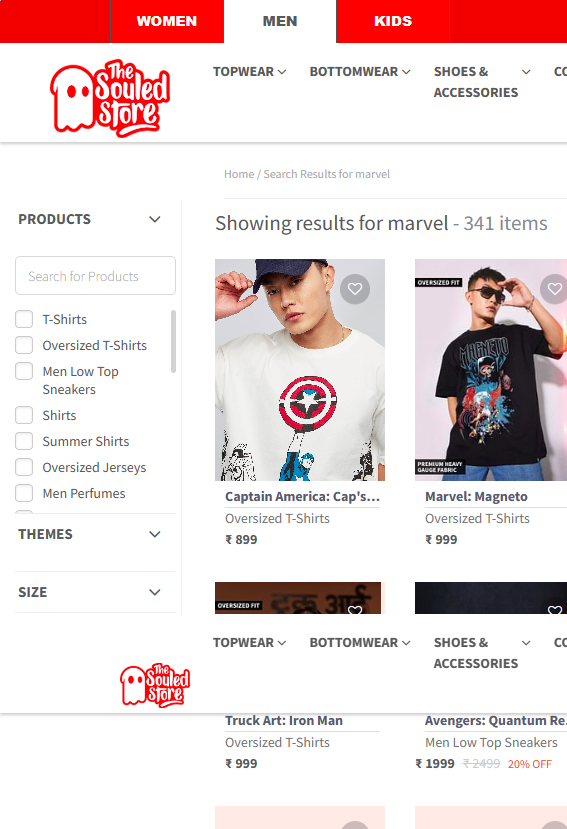 WOMEN
MEN
KIDS
The Souled Store
TOPWEAR
BOTTOMWEAR
SHOES &
ACCESSORIES
Home / Search Results for marvel
PRODUCTS
Showing results for marvel - 341 items
Search for Products
T-Shirts
Oversized T-Shirts
Men Low Top
Sneakers
Shirts
Summer Shirts
Oversized Jerseys
Men Perfumes
THEMES
SIZE
OVERSIZED FIT
MAGNETO
PREMIUM HEAVY
GAUGE FABRIC
Captain America: Cap's...
Oversized T-Shirts
₹ 899
Marvel: Magneto
Oversized T-Shirts
₹ 999
OVERSIZED FIT
TOPWEAR
BOTTOMWEAR
SHOES &
ACCESSORIES
The Souled Store
Truck Art: Iron Man
Oversized T-Shirts
₹ 999
Avengers: Quantum Re
Men Low Top Sneakers
₹ 1999 ₹ 2499 20% OFF